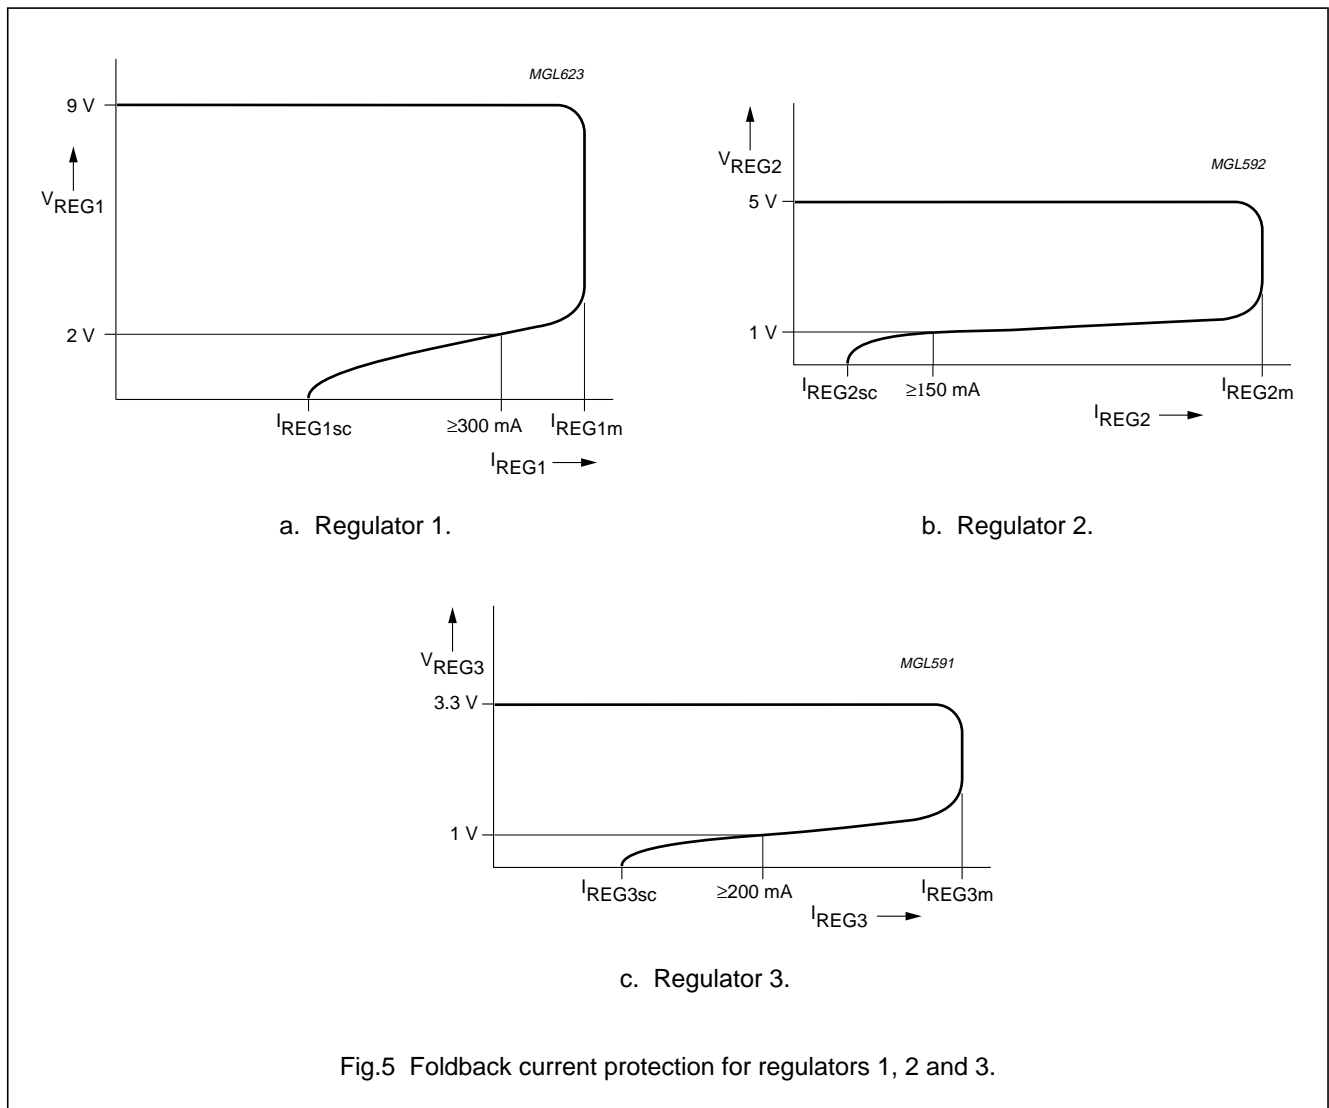 MGL623
9 V
V REG1
2 V
I REG1sc
≥300 mA
I REG1m
I REG1
a. Regulator 1.
MGL592
V REG2
5 V
1 V
I REG2sc
≥150 mA
I REG2m
I REG2
b. Regulator 2.
MGL591
V REG3
3.3 V
1 V
I REG3sc
≥200 mA
I REG3m
I REG3
c. Regulator 3.
Fig.5 Foldback current protection for regulators 1, 2 and 3.